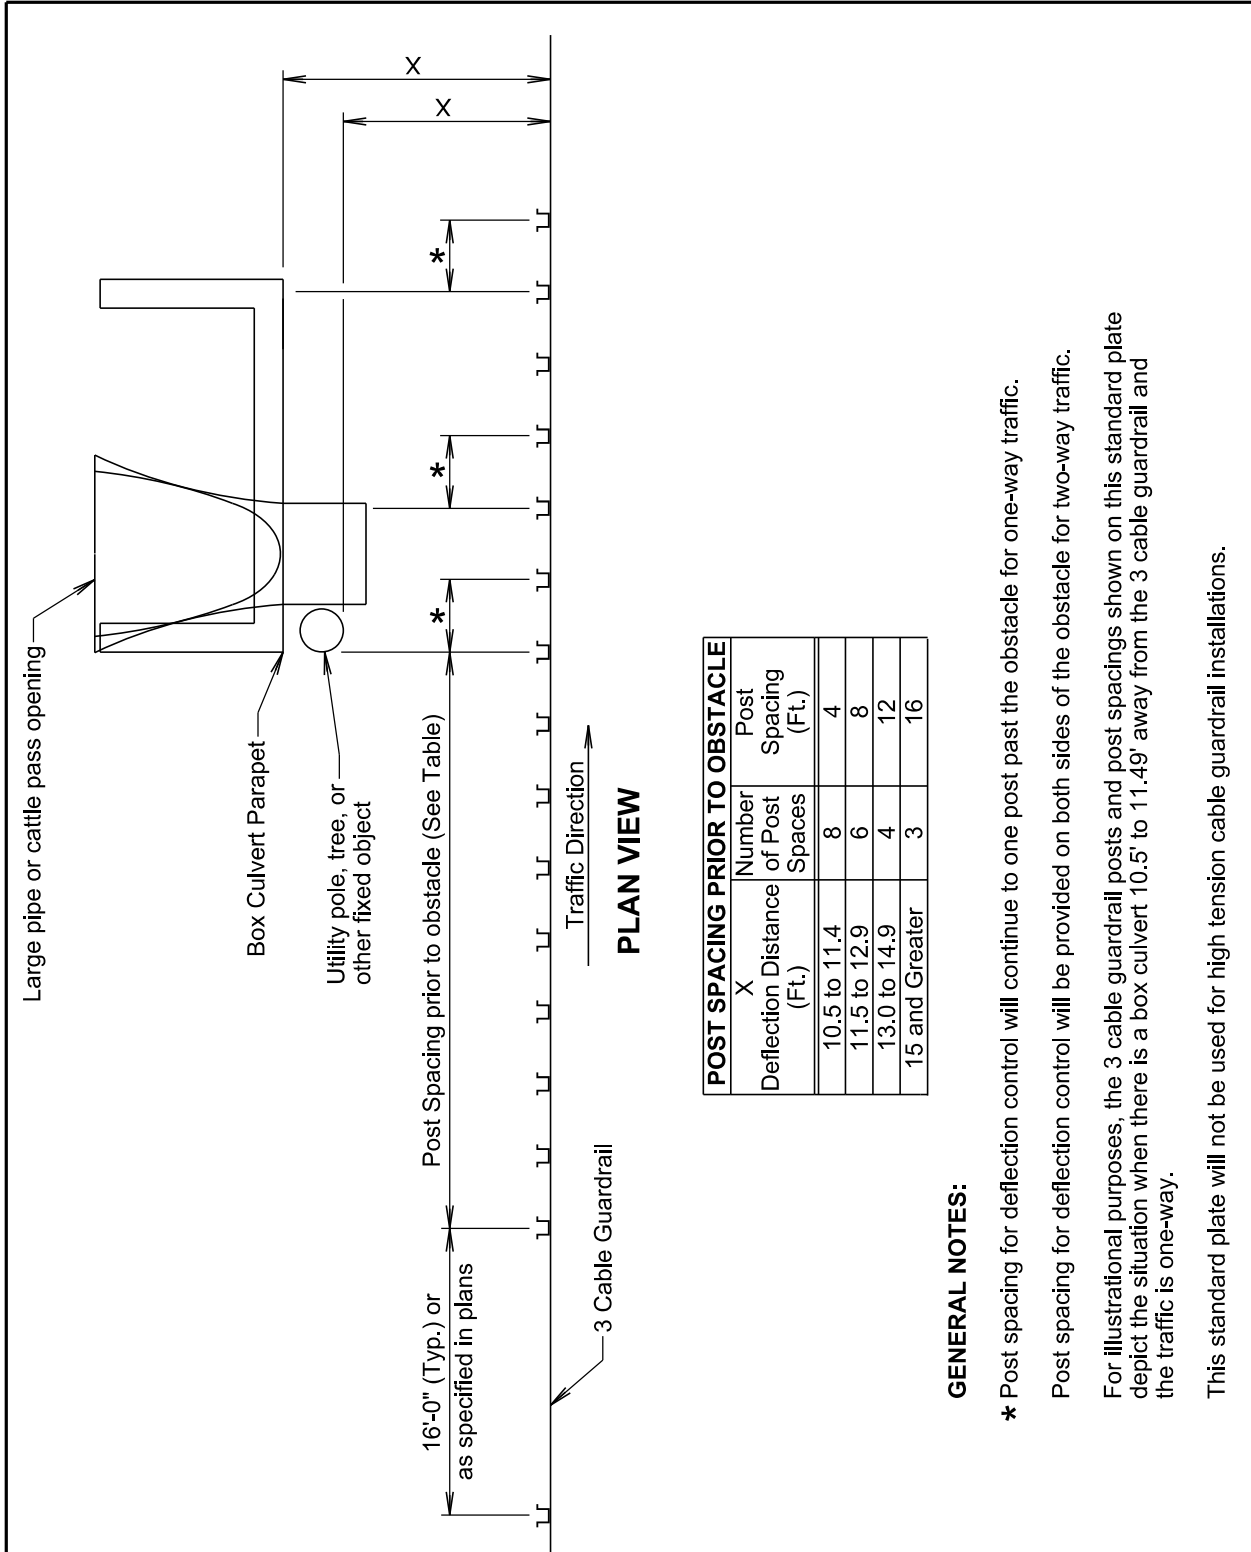 Large pipe or cattle pass opening
Box Culvert Parapet
Utility pole, tree, or
other fixed object
X
X
*
*
*
16'-0" (Typ.) or
as specified in plans
Post Spacing prior to obstacle (See Table)
3 Cable Guardrail
Traffic Direction
PLAN VIEW
POST SPACING PRIOR TO OBSTACLE
X
Deflection Distance
(Ft.)
Number
of Post
Spaces
Post
Spacing
(Ft.)
10.5 to 11.4 8 4
11.5 to 12.9 6 8
13.0 to 14.9 4 12
15 and Greater 3 16
GENERAL NOTES:
* Post spacing for deflection control will continue to one post past the obstacle for one-way traffic.
Post spacing for deflection control will be provided on both sides of the obstacle for two-way traffic.
For illustrational purposes, the 3 cable guardrail posts and post spacings shown on this standard plate
depict the situation when there is a box culvert 10.5' to 11.49' away from the 3 cable guardrail and
the traffic is one-way.
This standard plate will not be used for high tension cable guardrail installations.